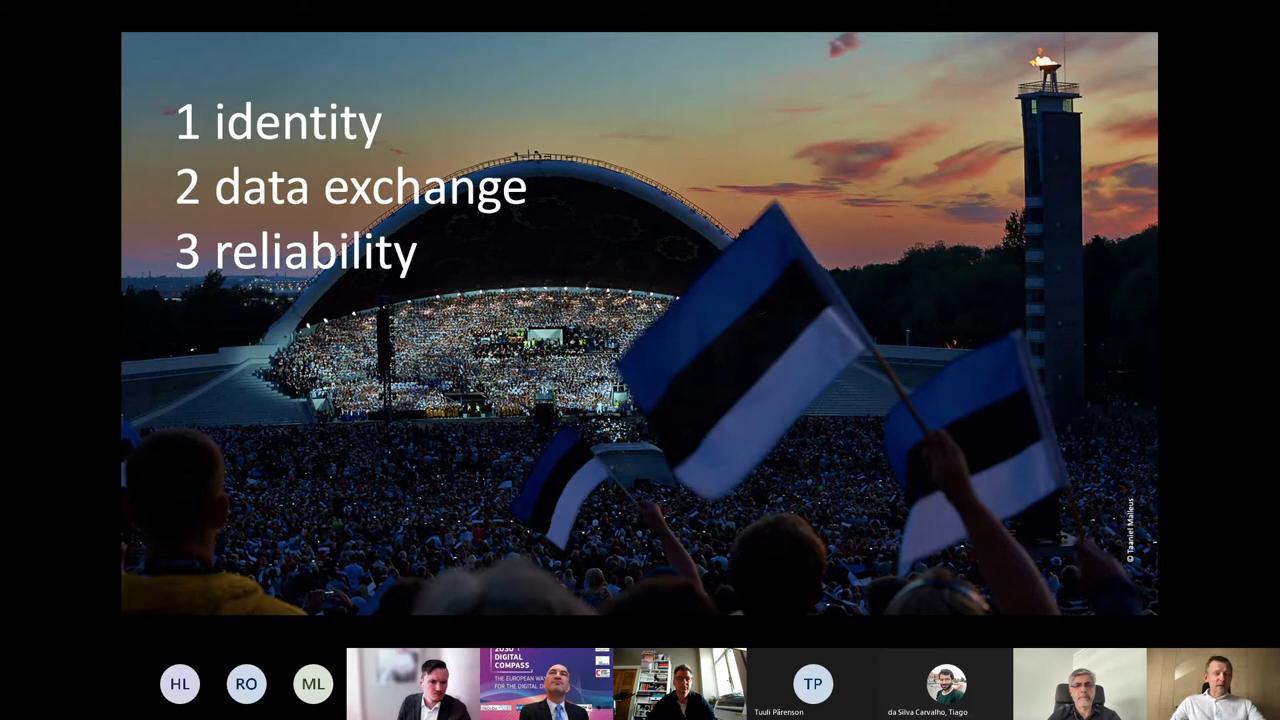 1 identity
2 data exchange
3 reliability
© Taaniel Malleus
HL
RO
ML
2030
DIGITAL
COMPASS
THE EUROPEAN WA
FOR THE DIGITAL D
TP
Tuuli Pärenson
da Silva Carvalho, Tiago